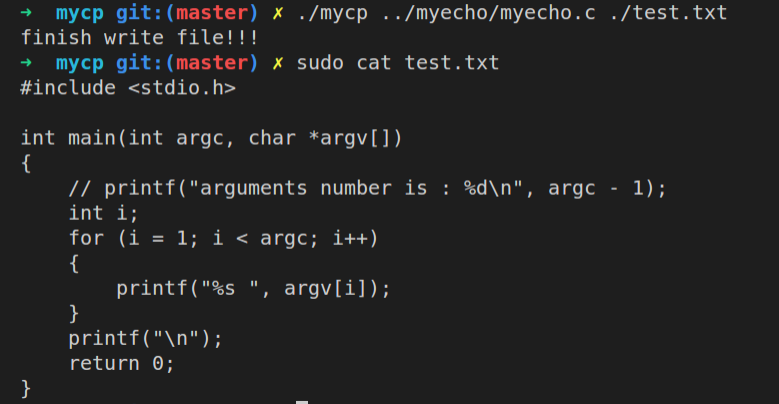 ➜  mycp git:(master) ✗ ./mycp ../myecho/myecho.c ./test.txt
finish write file!!!
➜  mycp git:(master) ✗ sudo cat test.txt
#include <stdio.h>

int main(int argc, char *argv[])
{
    // printf("arguments number is : %d\n", argc - 1);
    int i;
    for (i = 1; i < argc; i++)
    {
        printf("%s ", argv[i]);
    }
    printf("\n");
    return 0;
}